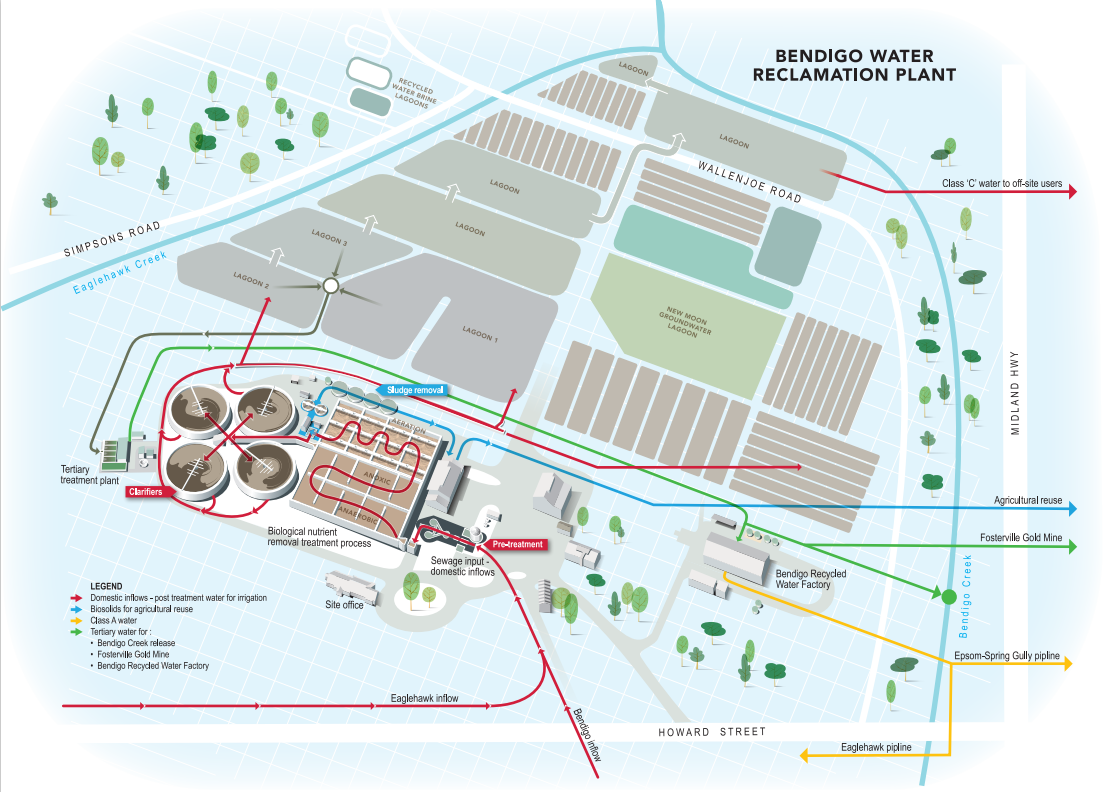 BENDIGO WATER
RECLAMATION PLANT
LAGOON
RECYCLED
WATER BRINE
LAGOONS
LAGOON
WALLENJOE ROAD
Class 'C' water to off-site users
LAGOON
LAGOON
SIMPSONS ROAD
Eaglehawk Creek
LAGOON 3
LAGOON 2
LAGOON 1
NEW MOON
GROUNDWATER
LAGOON
MIDLAND HWY
Sludge removal
AERATION
ANOXIC
ANAEROBIC
Tertiary
treatment plant
Clarifiers
Agricultural reuse
Fosterville Gold Mine
Biological nutrient
removal treatment process
Pre-treatment
Sewage input -
domestic inflows
Bendigo Recycled
Water Factory
Bendigo Creek
Site office
LEGEND
Domestic inflows - post treatment water for irrigation
Biosolids for agricultural reuse
Class A water
Tertiary water for :
• Bendigo Creek release
• Fosterville Gold Mine
• Bendigo Recycled Water Factory
Epsom-Spring Gully pipline
Eaglehawk inflow
Bendigo inflow
HOWARD STREET
Eaglehawk pipline